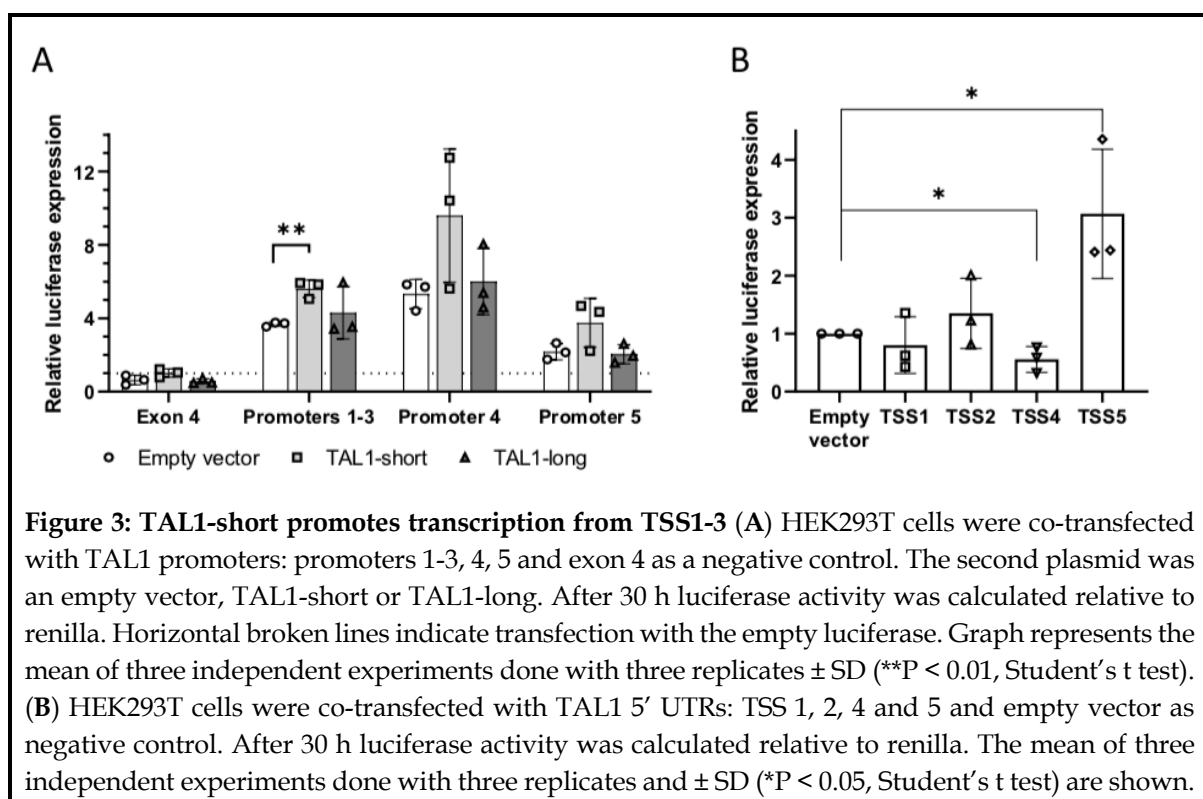 A
B
Relative luciferase expression
12
8
4
0
**
Exon 4
Promoters 1-3
Promoter 4
Promoter 5
Empty vector
TAL1-short
TAL1-long
Relative luciferase expression
4
3
2
1
0
*
*
Empty
vector
TSS1
TSS2
TSS4
TSS5
Figure 3: TAL1-short promotes transcription from TSS1-3 (A) HEK293T cells were co-transfected
with TAL1 promoters: promoters 1-3, 4, 5 and exon 4 as a negative control. The second plasmid was
an empty vector, TAL1-short or TAL1-long. After 30 h luciferase activity was calculated relative to
renilla. Horizontal broken lines indicate transfection with the empty luciferase. Graph represents the
mean of three independent experiments done with three replicates ± SD (**P < 0.01, Student’s t test).
(B) HEK293T cells were co-transfected with TAL1 5′ UTRs: TSS 1, 2, 4 and 5 and empty vector as
negative control. After 30 h luciferase activity was calculated relative to renilla. The mean of three
independent experiments done with three replicates and ± SD (*P < 0.05, Student’s t test) are shown.